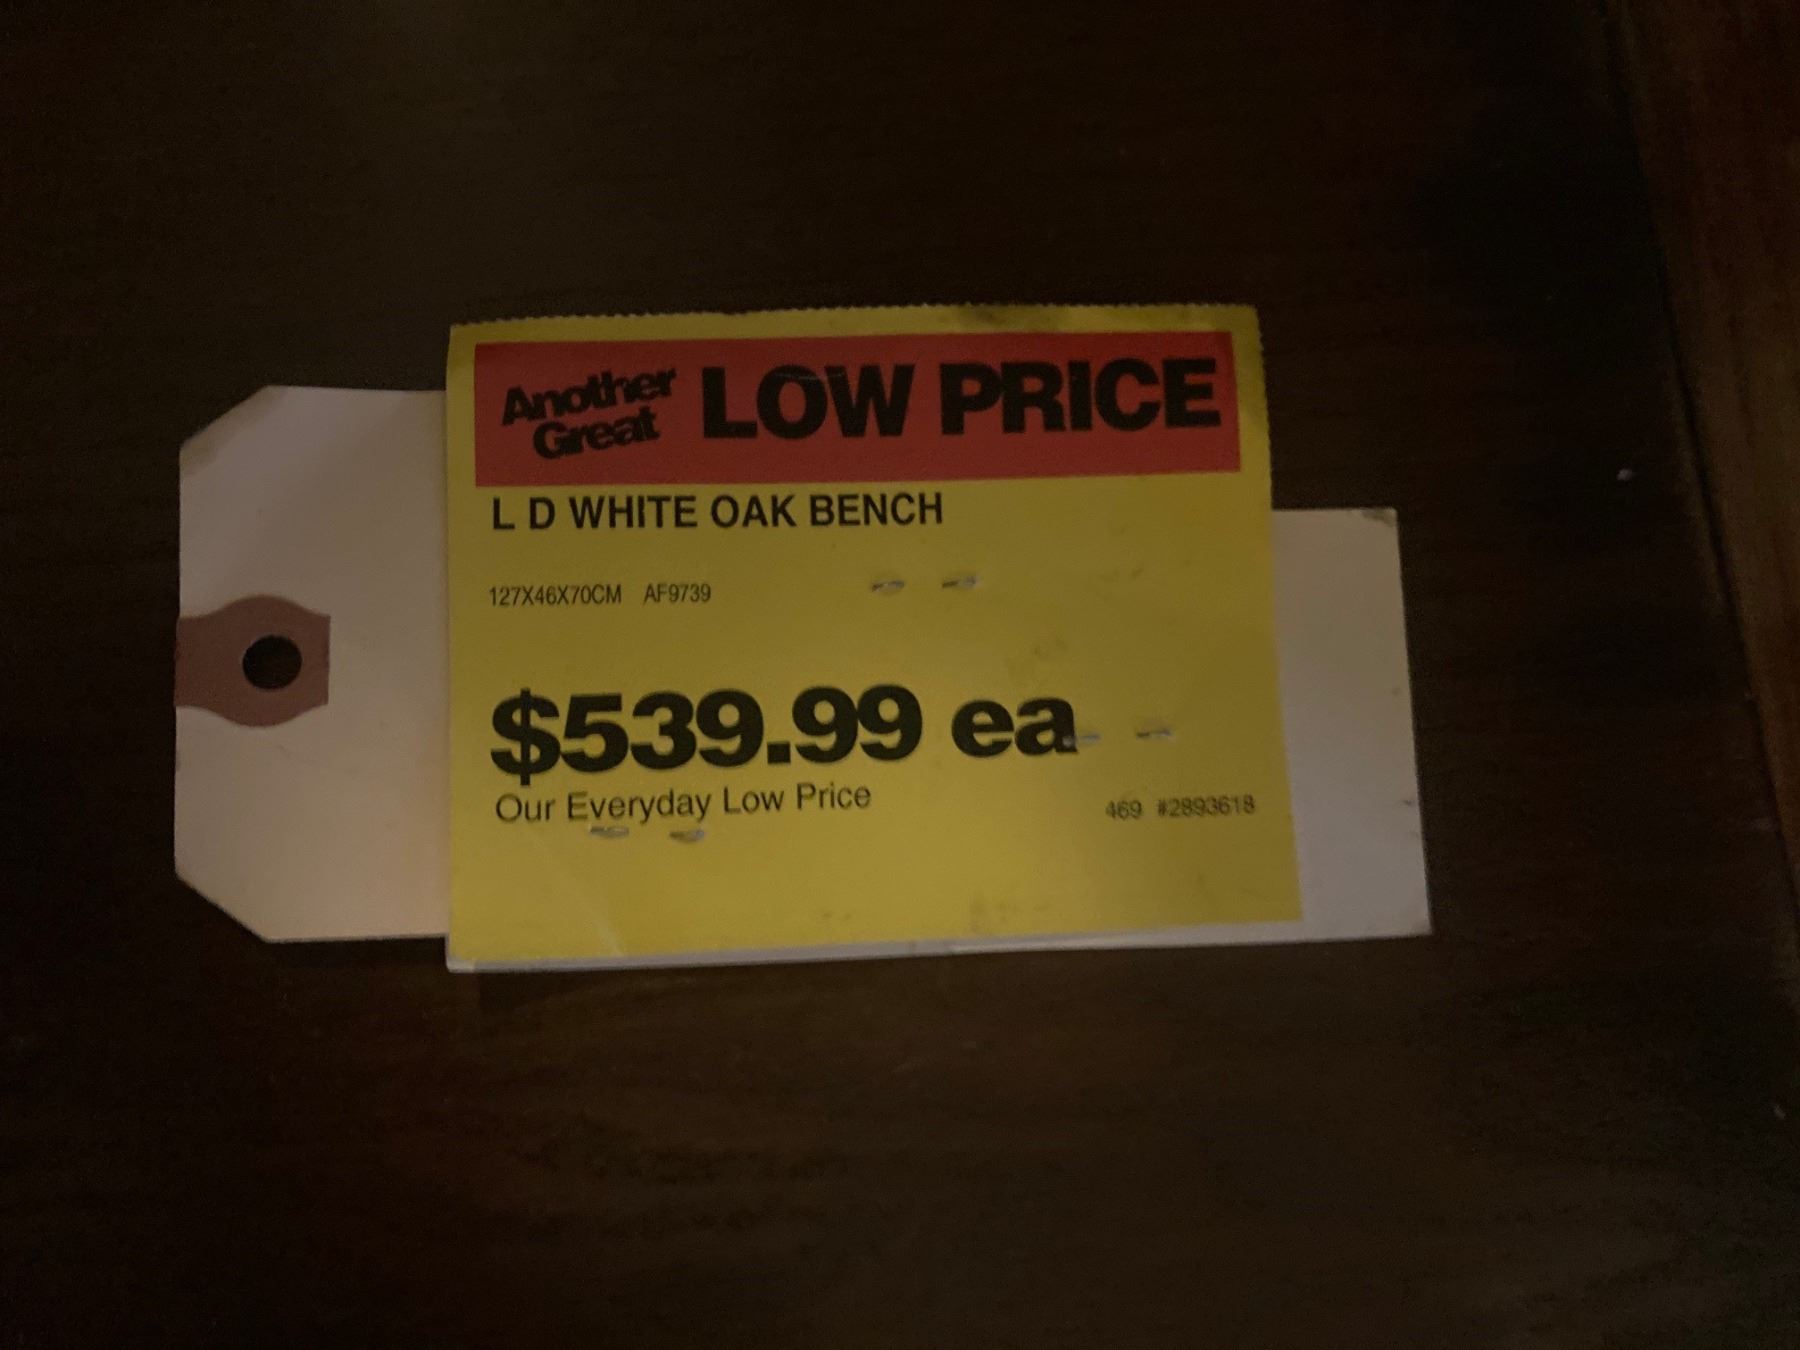 Another Great LOW PRICE
L D WHITE OAK BENCH
127X46X70CM AF9739
$539.99 ea
Our Everyday Low Price
469 #2893618